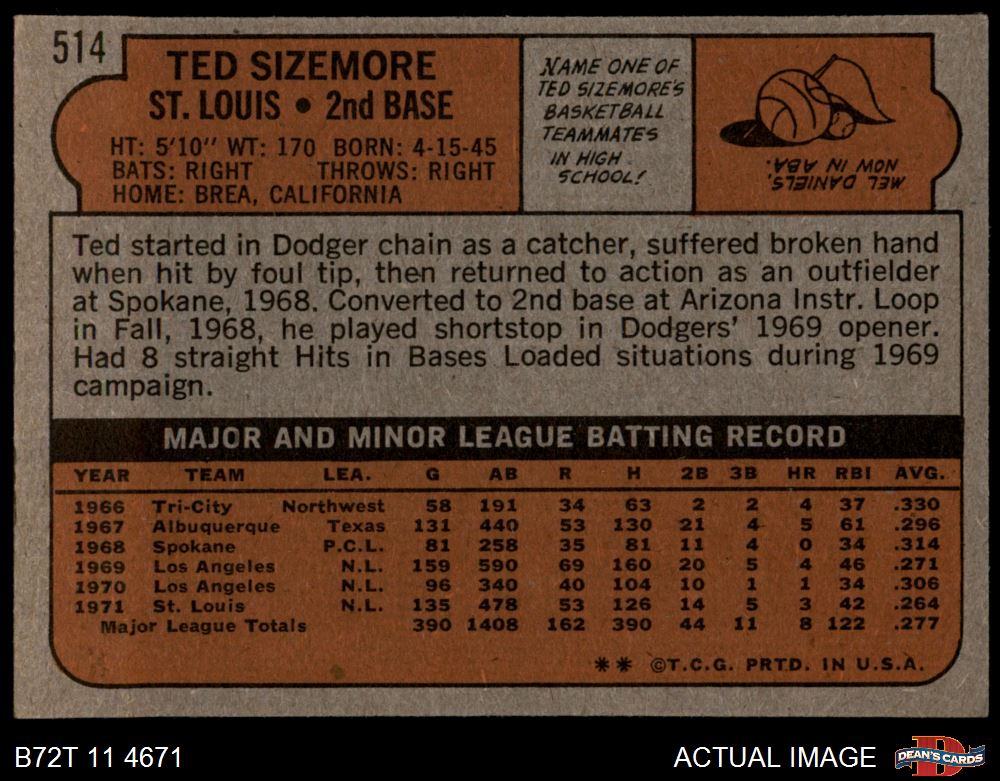 514
TED SIZEMORE
ST. LOUIS • 2nd BASE
HT: 5'10" WT: 170 BORN: 4-15-45
BATS: RIGHT THROWS: RIGHT
HOME: BREA, CALIFORNIA
NAME ONE OF
TED SIZEMORE'S
BASKETBALL
TEAMMATES
IN HIGH
SCHOOL!
MEL DANIELS,
NOW IN ABA.
Ted started in Dodger chain as a catcher, suffered broken hand
when hit by foul tip, then returned to action as an outfielder
at Spokane, 1968. Converted to 2nd base at Arizona Instr. Loop
in Fall, 1968, he played shortstop in Dodgers' 1969 opener.
Had 8 straight Hits in Bases Loaded situations during 1969
campaign.
MAJOR AND MINOR LEAGUE BATTING RECORD
YEAR TEAM LEA. G AB R H 2B 3B HR RBI AVG.
1966 Tri-City Northwest 58 191 34 63 2 2 4 37 .330
1967 Albuquerque Texas 131 440 53 130 21 4 5 61 .296
1968 Spokane P.C.L. 81 258 35 81 11 4 0 34 .314
1969 Los Angeles N.L. 159 590 69 160 20 5 4 46 .271
1970 Los Angeles N.L. 96 340 40 104 10 1 1 34 .306
1971 St. Louis N.L. 135 478 53 126 14 5 3 42 .264
Major League Totals 390 1408 162 390 44 11 8 122 .277
** ©T.C.G. PRTD. IN U.S.A.
B72T 11 4671
ACTUAL IMAGE
D
DEAN'S CARDS